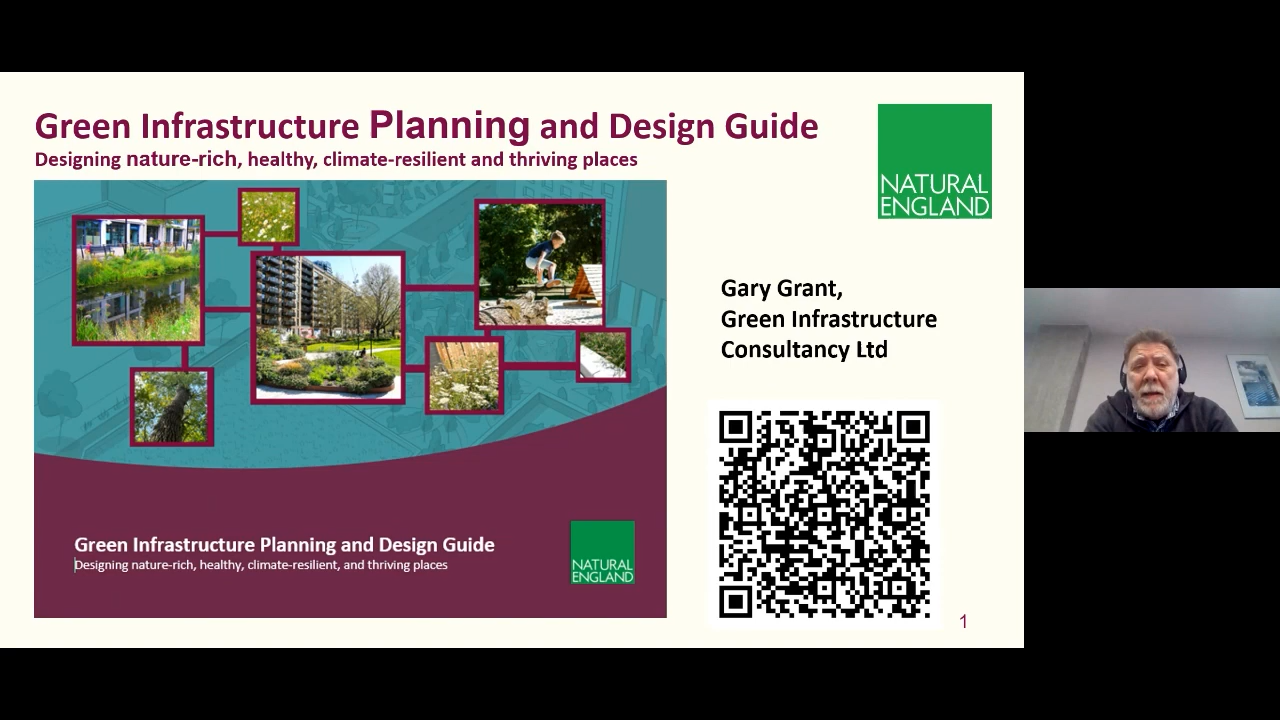 Green Infrastructure Planning and Design Guide
Designing nature-rich, healthy, climate-resilient and thriving places
NATURAL
ENGLAND
Gary Grant,
Green Infrastructure
Consultancy Ltd
Green Infrastructure Planning and Design Guide
Designing nature-rich, healthy, climate-resilient, and thriving places
NATURAL
ENGLAND
1